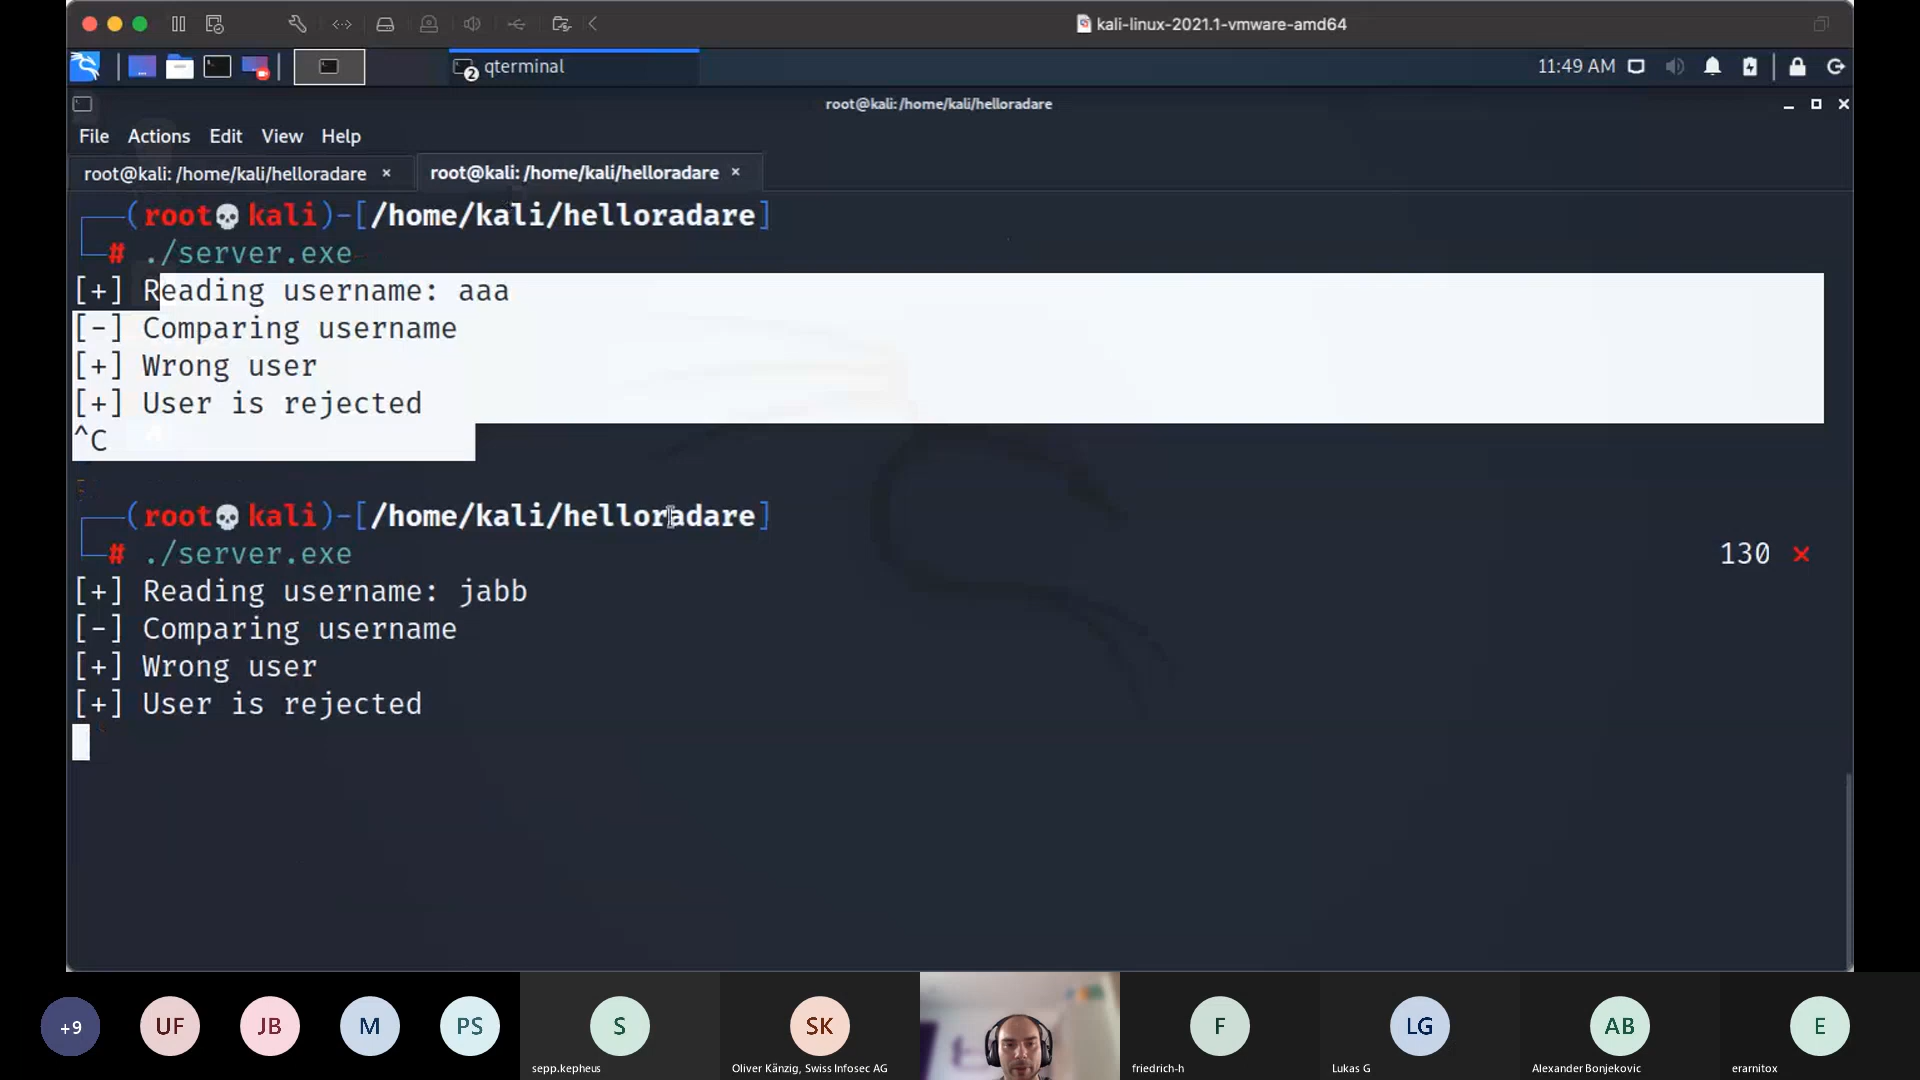 kali-linux-2021.1-vmware-amd64
2 qterminal
11:49 AM
root@kali:/home/kali/helloradare
File Actions Edit View Help
root@kali: /home/kali/helloradare × root@kali: /home/kali/helloradare ×
(root💀kali)-[/home/kali/helloradare]
# ./server.exe
[+] Reading username: aaa
[-] Comparing username
[+] Wrong user
[+] User is rejected
^C
(root💀kali)-[/home/kali/helloradare]
# ./server.exe 130 ×
[+] Reading username: jabb
[-] Comparing username
[+] Wrong user
[+] User is rejected
+9 UF JB M PS S SK F LG AB E
sepp.kepheus Oliver Känzig, Swiss Infosec AG friedrich-h Lukas G Alexander Bonjekovic erarnitox